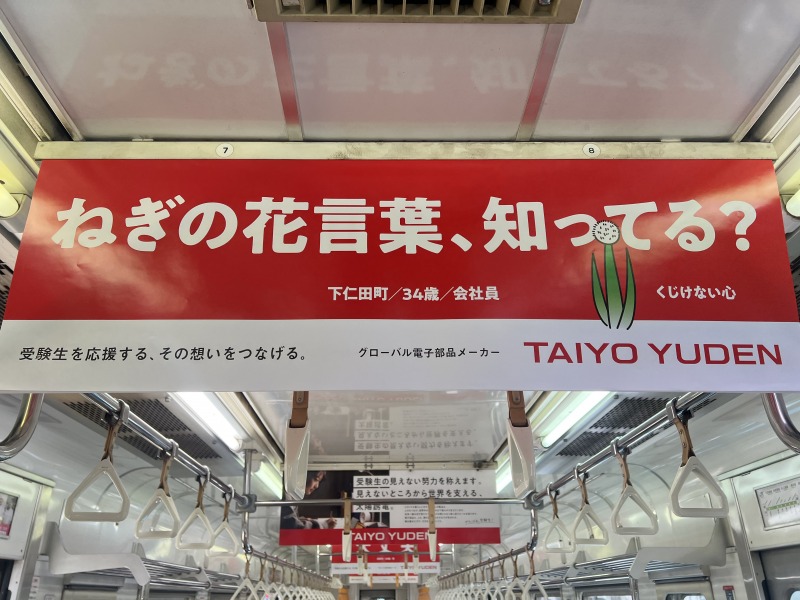 7
8
ねぎの花言葉、知ってる?
下仁田町／34歳／会社員
くじけない心
受験生を応援する、その想いをつなげる。
グローバル電子部品メーカー
TAIYO YUDEN
受験生の見えない努力を称えます。
見えないところから世界を支える、
太陽誘電。
TAIYO YUDEN